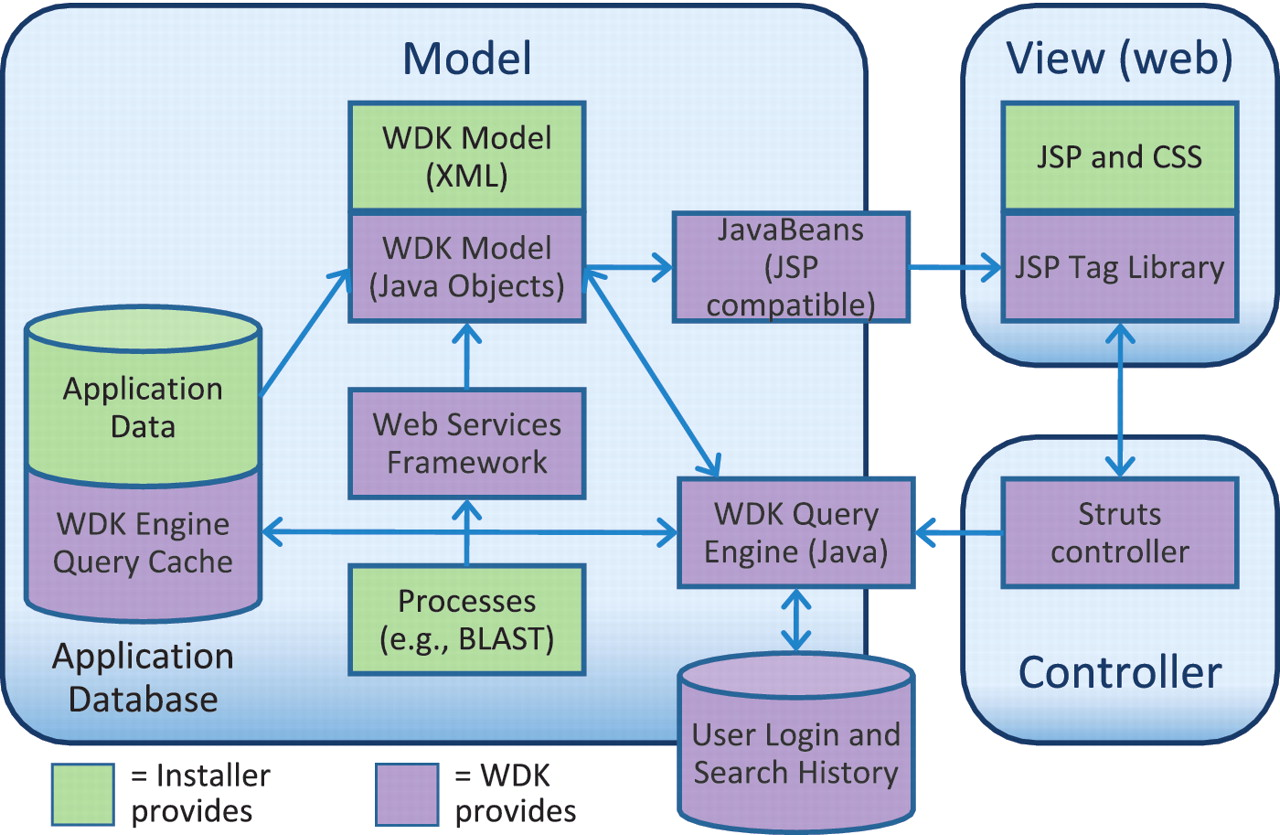 Model
WDK Model
(XML)
WDK Model
(Java Objects)
JavaBeans
(JSP
compatible)
View (web)
JSP and CSS
JSP Tag Library
Application
Data
WDK Engine
Query Cache
Application
Database
Web Services
Framework
Processes
(e.g., BLAST)
WDK Query
Engine (Java)
User Login and
Search History
Struts
controller
Controller
= Installer
provides
= WDK
provides